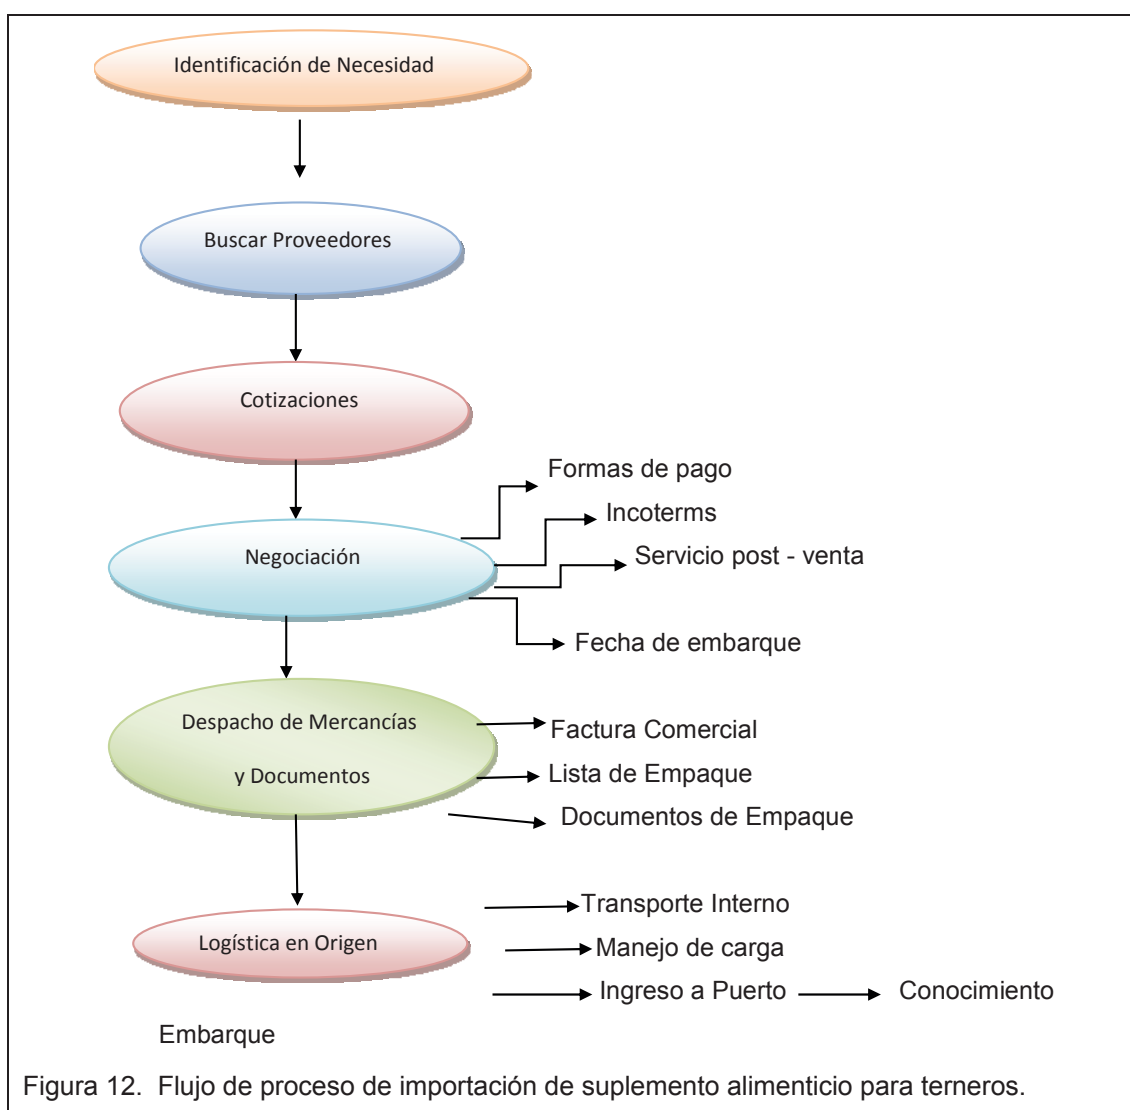 Identificación de Necesidad
Buscar Proveedores
Cotizaciones
Formas de pago
Incoterms
Negociación
Servicio post - venta
Fecha de embarque
Despacho de Mercancías
y Documentos
Factura Comercial
Lista de Empaque
Documentos de Empaque
Transporte Interno
Logística en Origen
Manejo de carga
Ingreso a Puerto Conocimiento
Embarque
Figura 12. Flujo de proceso de importación de suplemento alimenticio para terneros.